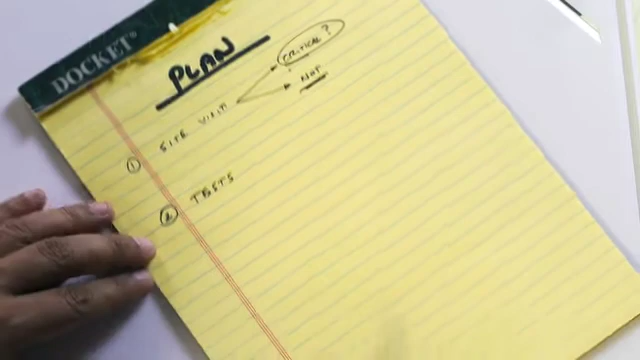 DOCKET®
PLAN
CRITICAL?
NOT
① SITE VISIT
② TESTS